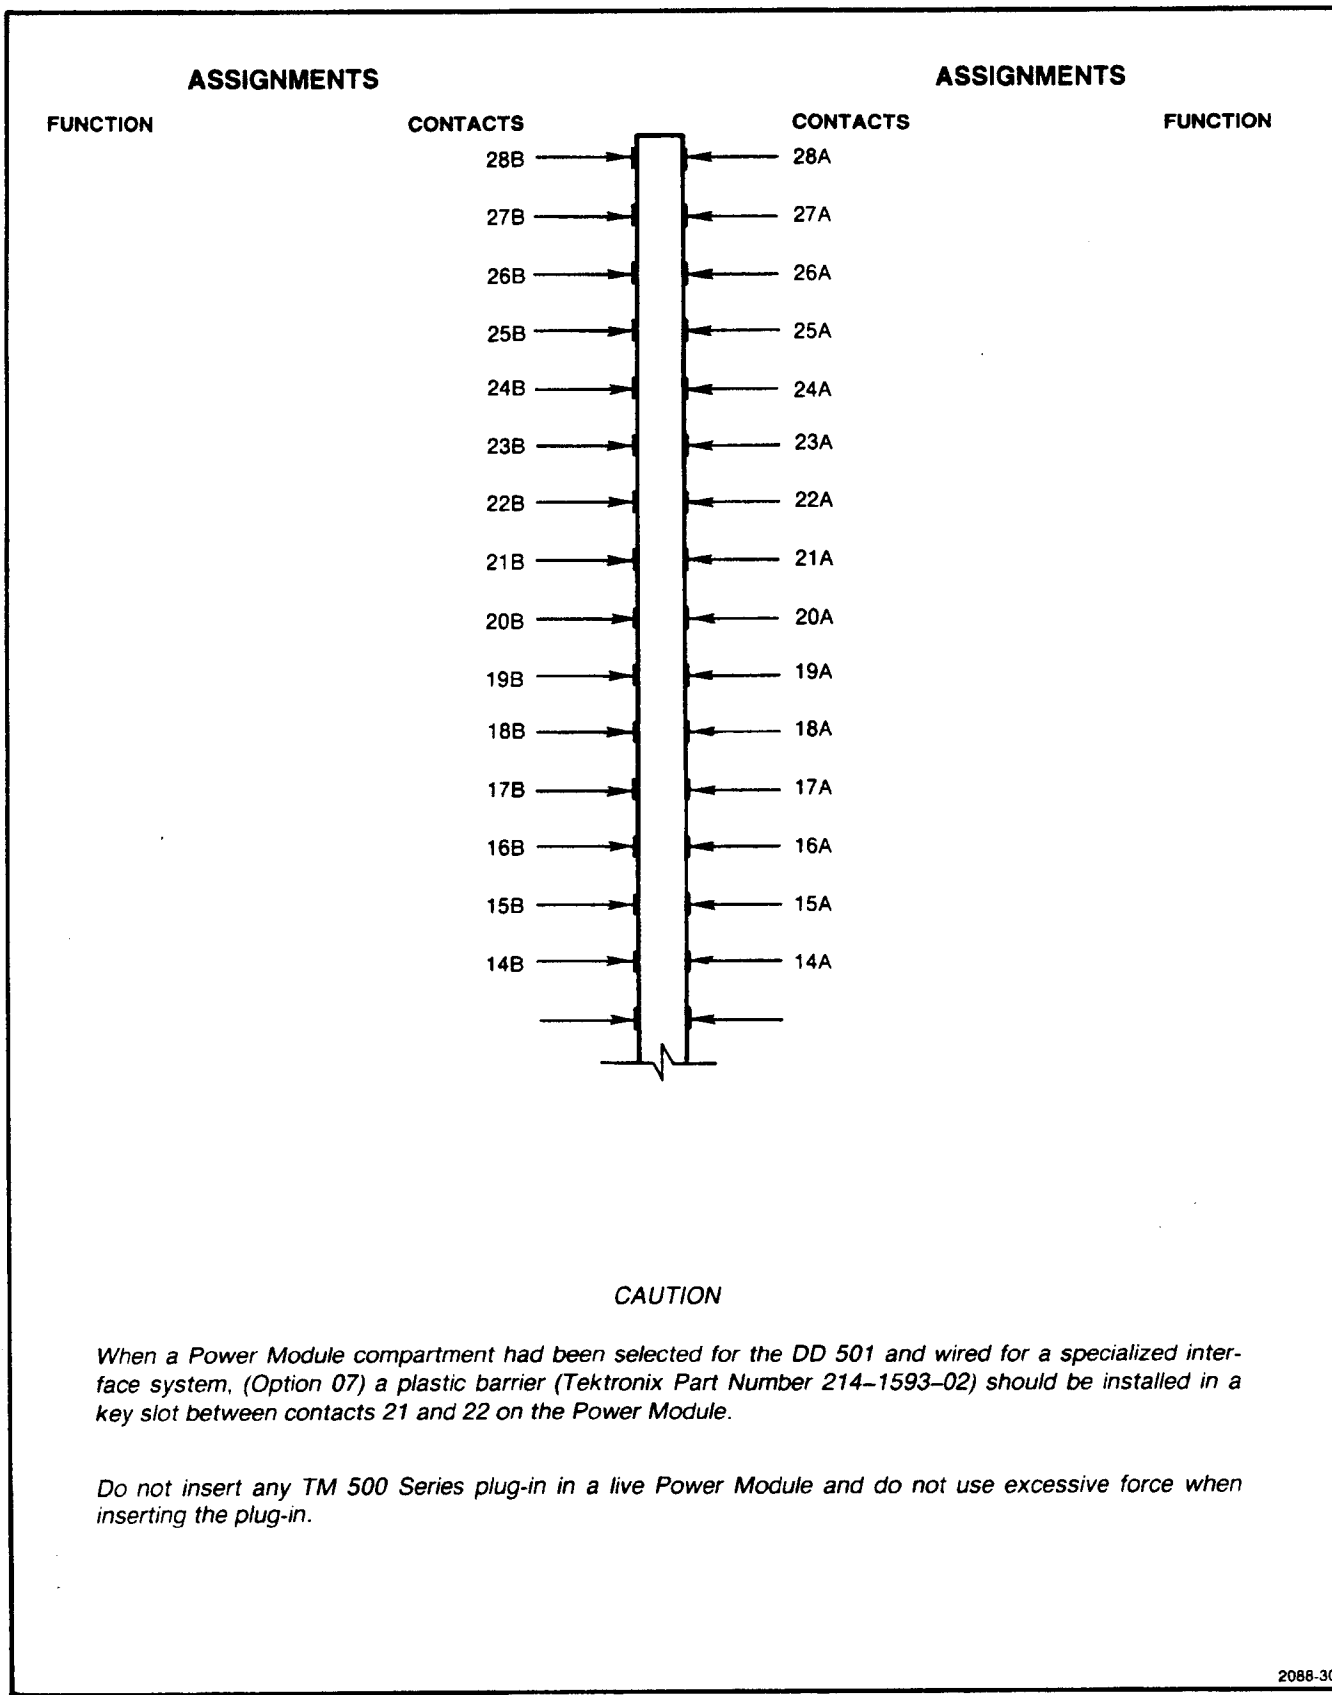 ASSIGNMENTS ASSIGNMENTS
FUNCTION CONTACTS CONTACTS FUNCTION
28B 28A
27B 27A
26B 26A
25B 25A
24B 24A
23B 23A
22B 22A
21B 21A
20B 20A
19B 19A
18B 18A
17B 17A
16B 16A
15B 15A
14B 14A
CAUTION
When a Power Module compartment had been selected for the DD 501 and wired for a specialized inter-
face system, (Option 07) a plastic barrier (Tektronix Part Number 214–1593–02) should be installed in a
key slot between contacts 21 and 22 on the Power Module.
Do not insert any TM 500 Series plug-in in a live Power Module and do not use excessive force when
inserting the plug-in.
2088-30